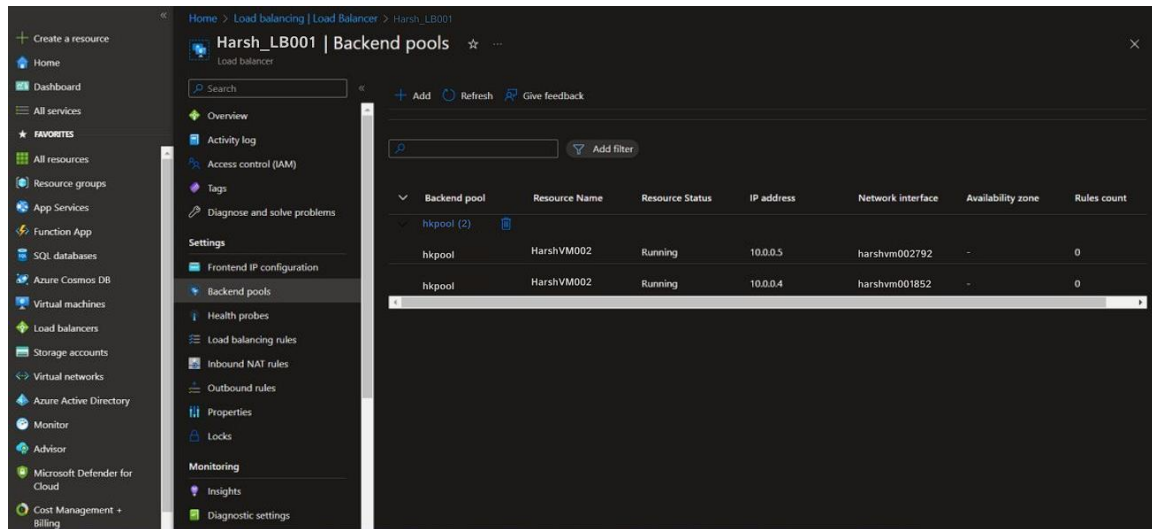 Home > Load balancing | Load Balancer > Harsh_LB001
Harsh_LB001 | Backend pools
Load balancer
Create a resource
Home
Dashboard
All services
FAVORITES
All resources
Resource groups
App Services
Function App
SQL databases
Azure Cosmos DB
Virtual machines
Load balancers
Storage accounts
Virtual networks
Azure Active Directory
Monitor
Advisor
Microsoft Defender for
Cloud
Cost Management +
Billing
Search
Overview
Activity log
Access control (IAM)
Tags
Diagnose and solve problems
Settings
Frontend IP configuration
Backend pools
Health probes
Load balancing rules
Inbound NAT rules
Outbound rules
Properties
Locks
Monitoring
Insights
Diagnostic settings
Add Refresh Give feedback
Add filter
Backend pool Resource Name Resource Status IP address Network interface Availability zone Rules count
hkpool (2)
hkpool HarshVM002 Running 10.0.0.5 harshvm002792 - 0
hkpool HarshVM002 Running 10.0.0.4 harshvm001852 - 0